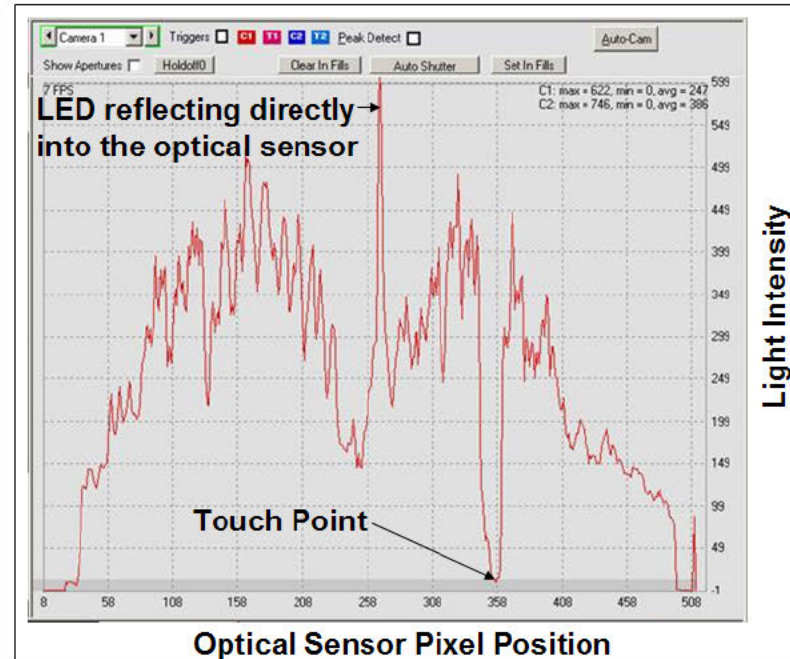 Camera 1 Triggers C1 T1 C2 T2 Peak Detect Auto-Cam
Show Apertures Holdoff0 Clear In Fills Auto Shutter Set In Fills
7 FPS
C1: max = 622, min = 0, avg = 247
C2: max = 746, min = 0, avg = 386
LED reflecting directly
into the optical sensor
599
549
499
449
399
349
299
249
199
149
99
49
-1
Light Intensity
Touch Point
8 58 108 158 208 258 308 358 408 458 508
Optical Sensor Pixel Position